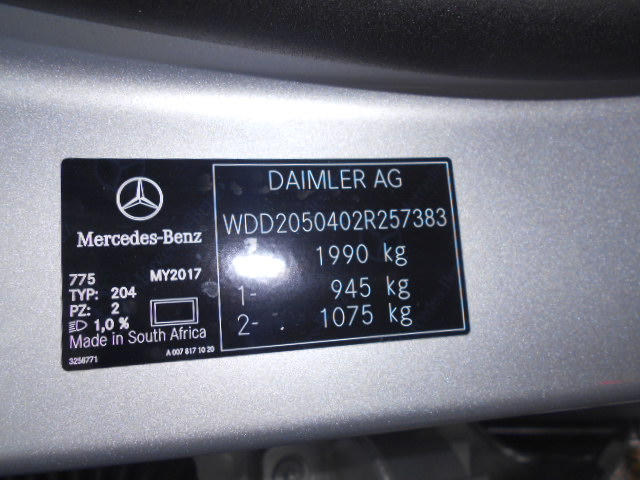 Mercedes-Benz
775 MY2017
TYP: 204
PZ: 2
1,0 %
Made in South Africa
3256771 A 007 817 10 20
DAIMLER AG
WDD2050402R257383
1990 kg
1- 945 kg
2- 1075 kg